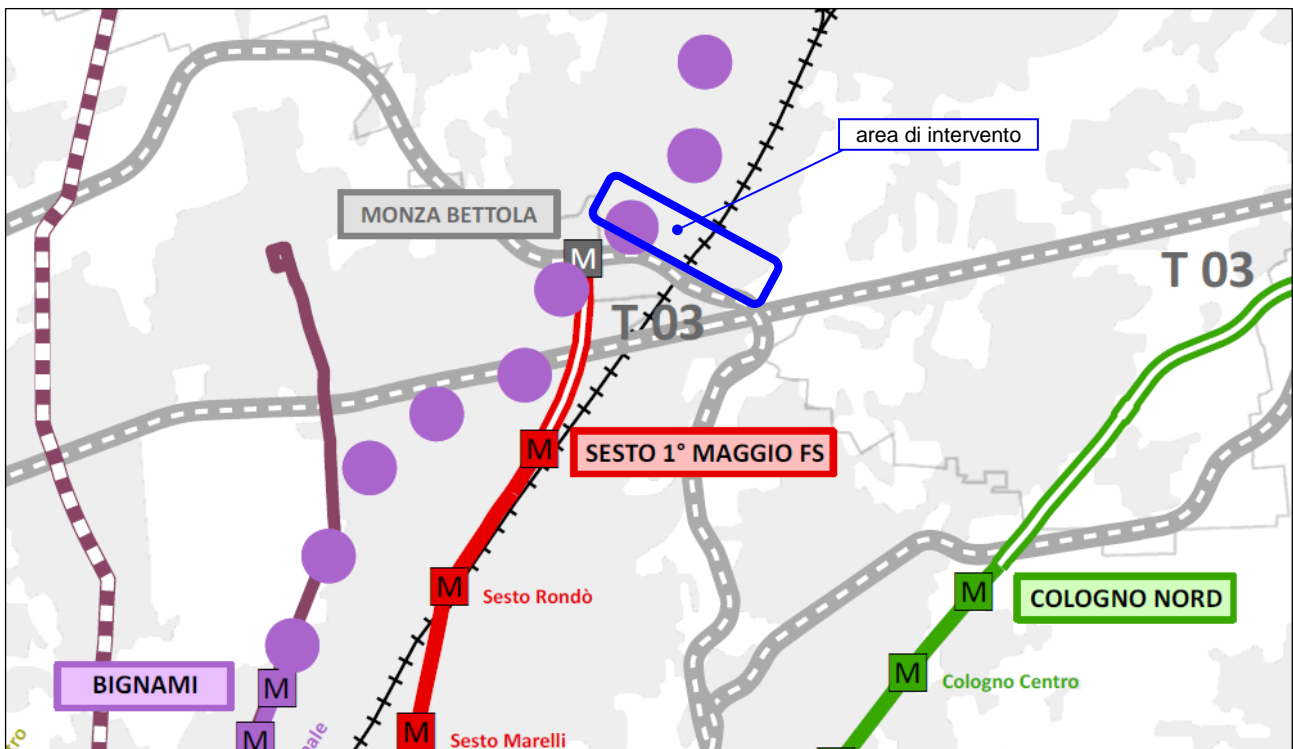 area di intervento
MONZA BETTOLA
M
T 03
T 03
M
SESTO 1° MAGGIO FS
M
Sesto Rondò
M
COLOGNO NORD
BIGNAMI
M
M
Cologno Centro
M
M
Sesto Marelli